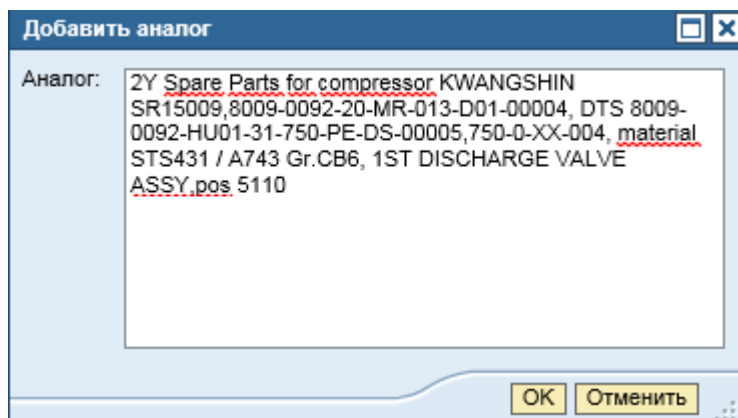 Добавить аналог
Аналог:
2Y Spare Parts for compressor KWANGSHIN
SR15009,8009-0092-20-MR-013-D01-00004, DTS 8009-
0092-HU01-31-750-PE-DS-00005,750-0-XX-004, material
STS431 / A743 Gr.CB6, 1ST DISCHARGE VALVE
ASSY,pos 5110
OK
Отменить